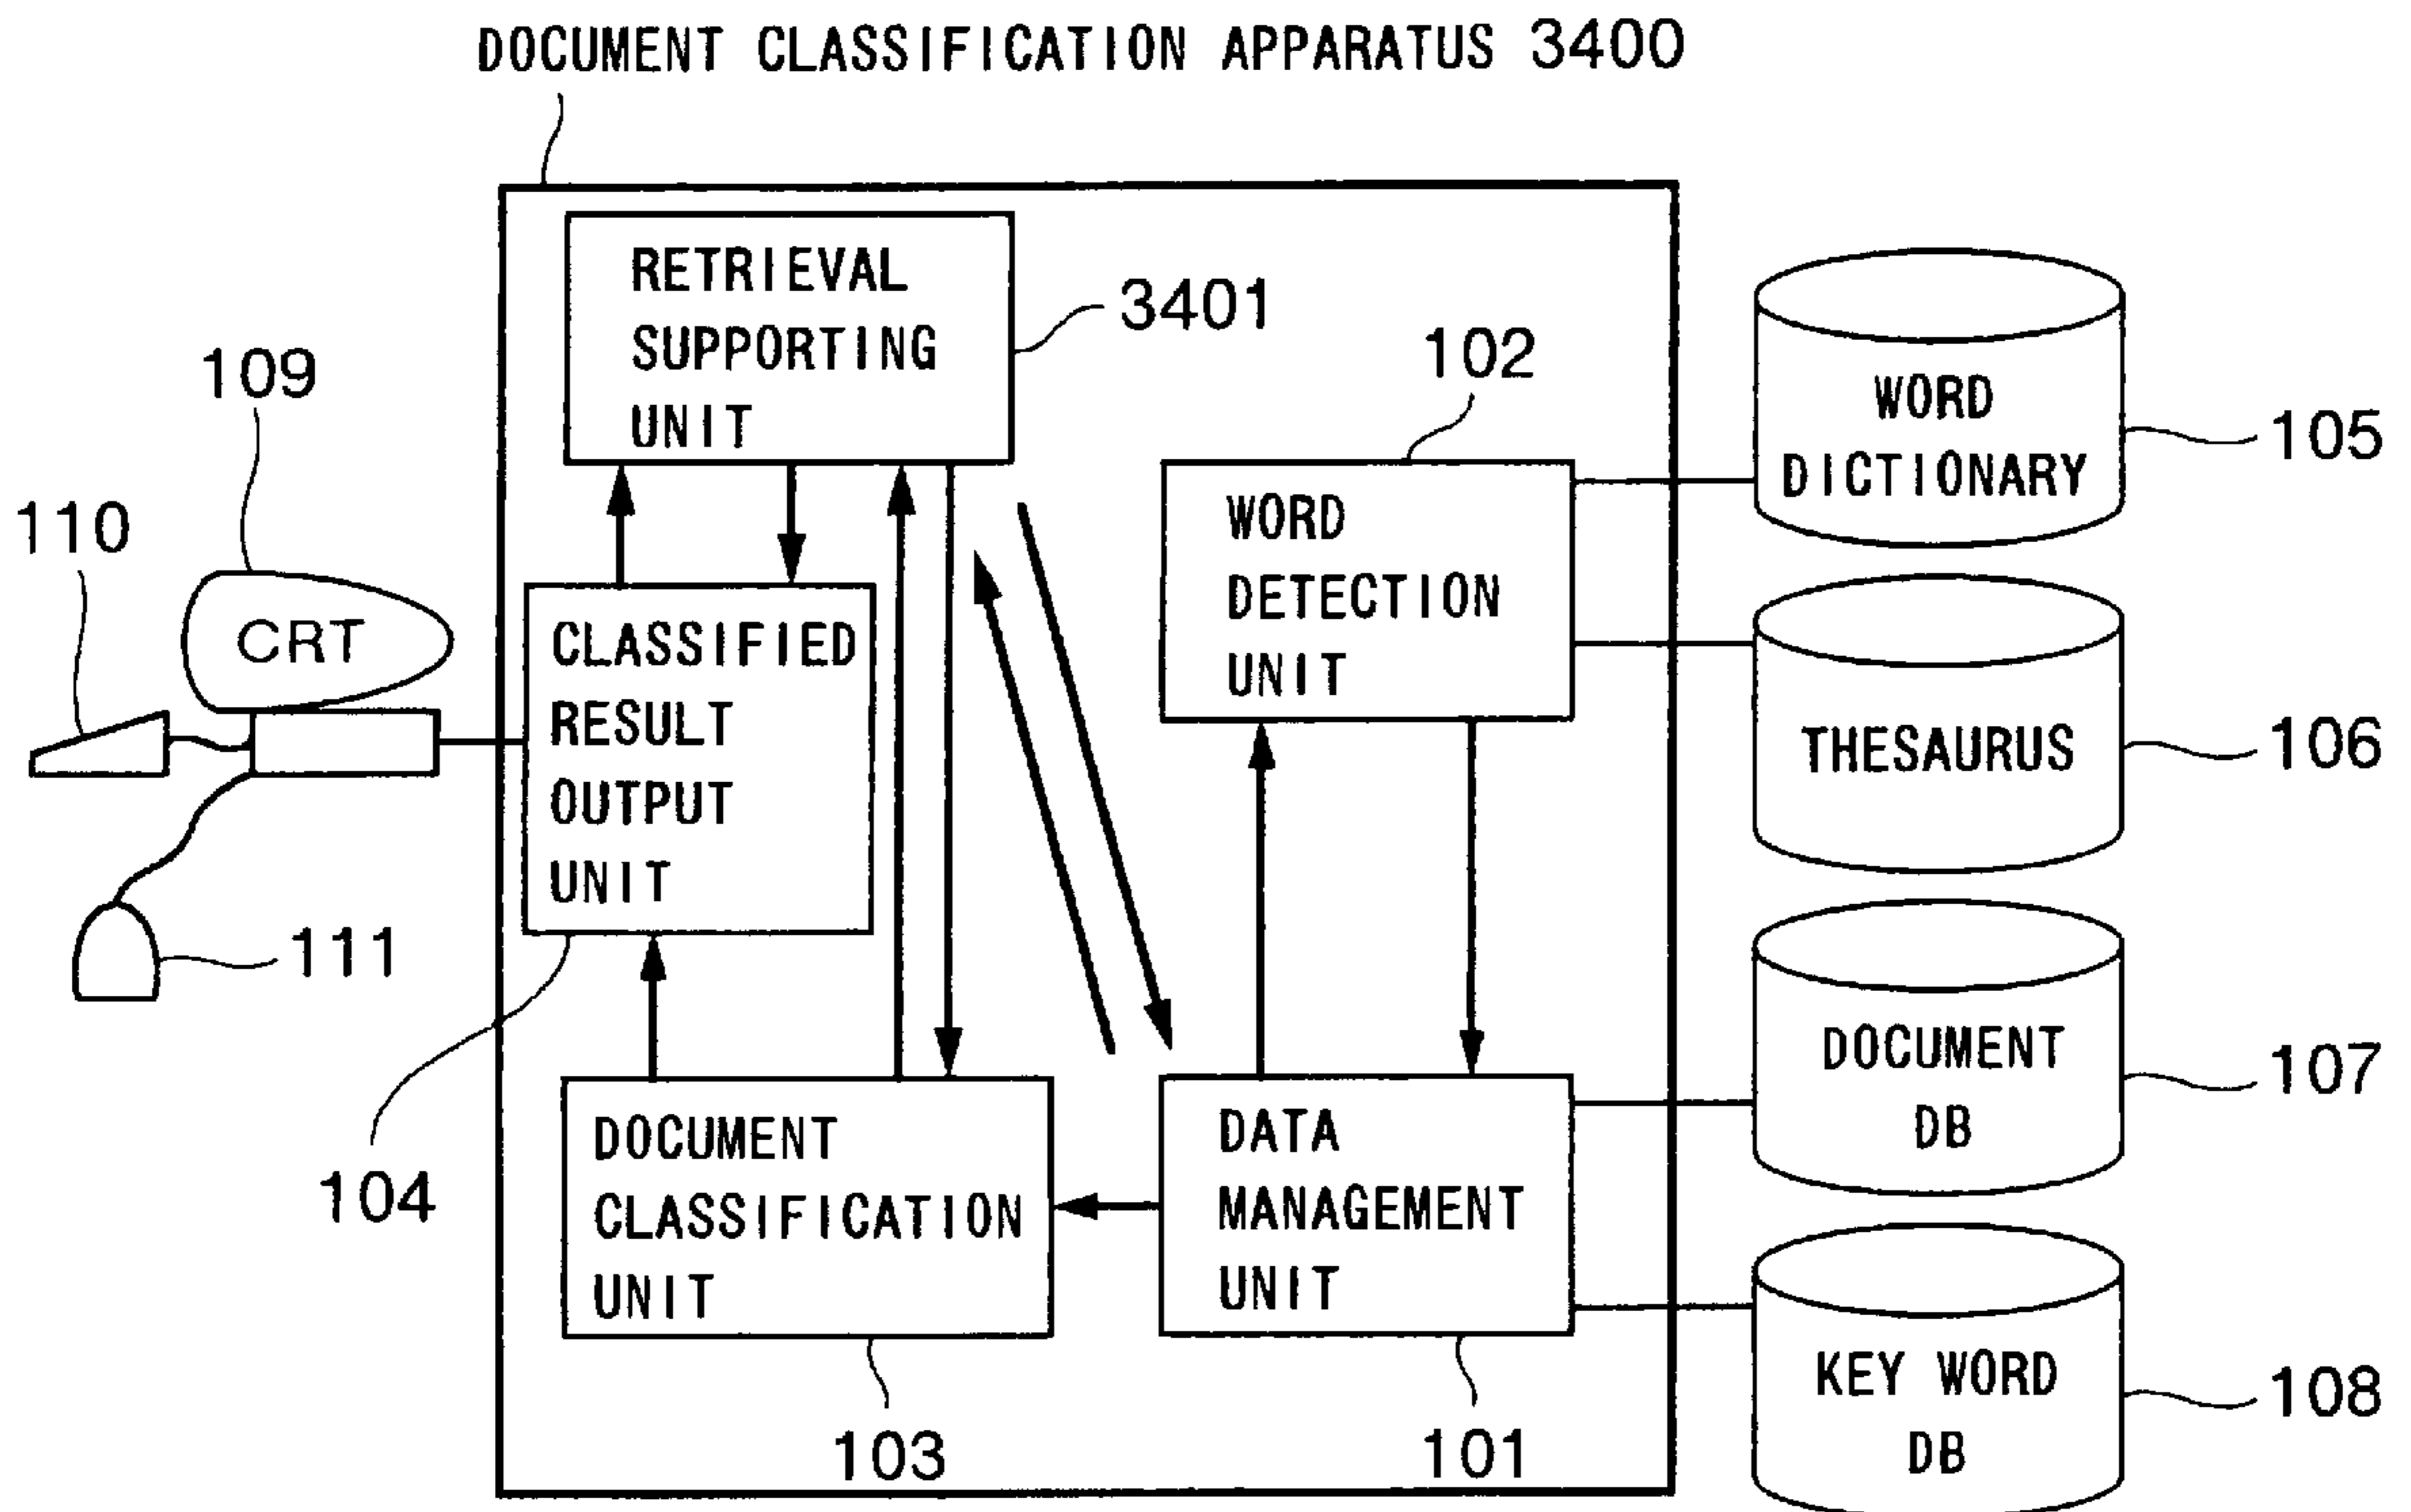 DOCUMENT CLASSIFICATION APPARATUS 3400
RETRIEVAL
SUPPORTING
UNIT
3401
102
109
110
CRT
WORD
DICTIONARY
105
WORD
DETECTION
UNIT
CLASSIFIED
RESULT
OUTPUT
UNIT
THESAURUS
106
111
104
DOCUMENT
CLASSIFICATION
UNIT
DATA
MANAGEMENT
UNIT
DOCUMENT
DB
107
103
101
KEY WORD
DB
108